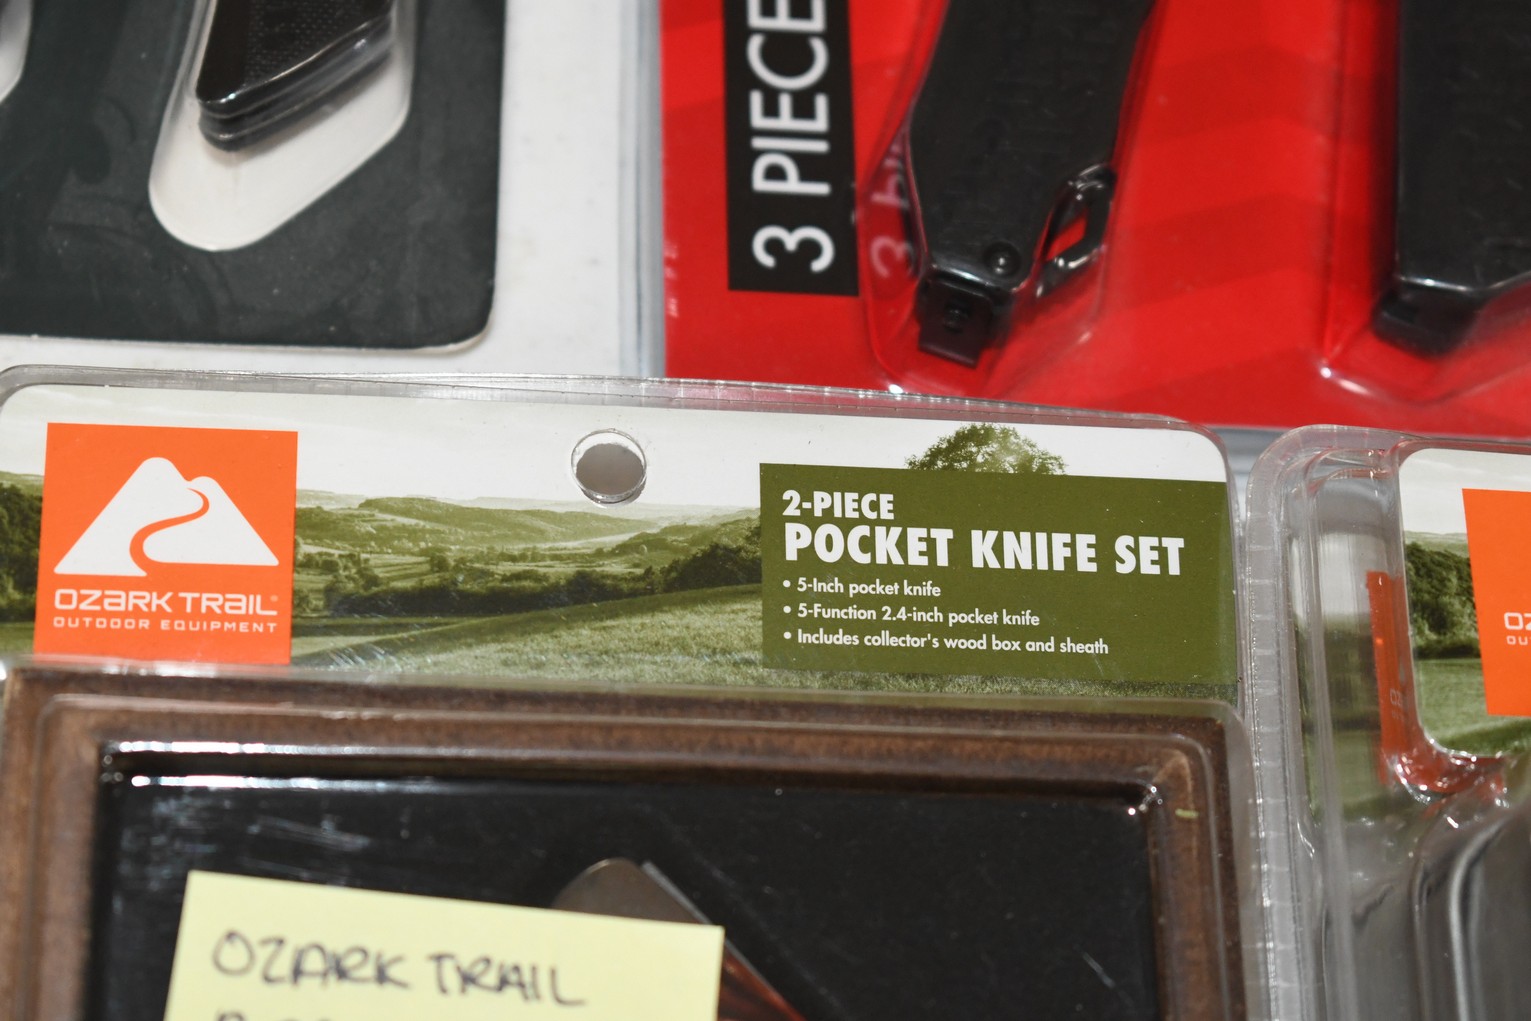 3 PIECE
OZARK TRAIL®
OUTDOOR EQUIPMENT
2-PIECE
POCKET KNIFE SET
• 5-Inch pocket knife
• 5-Function 2.4-inch pocket knife
• Includes collector's wood box and sheath
OZARK TRAIL